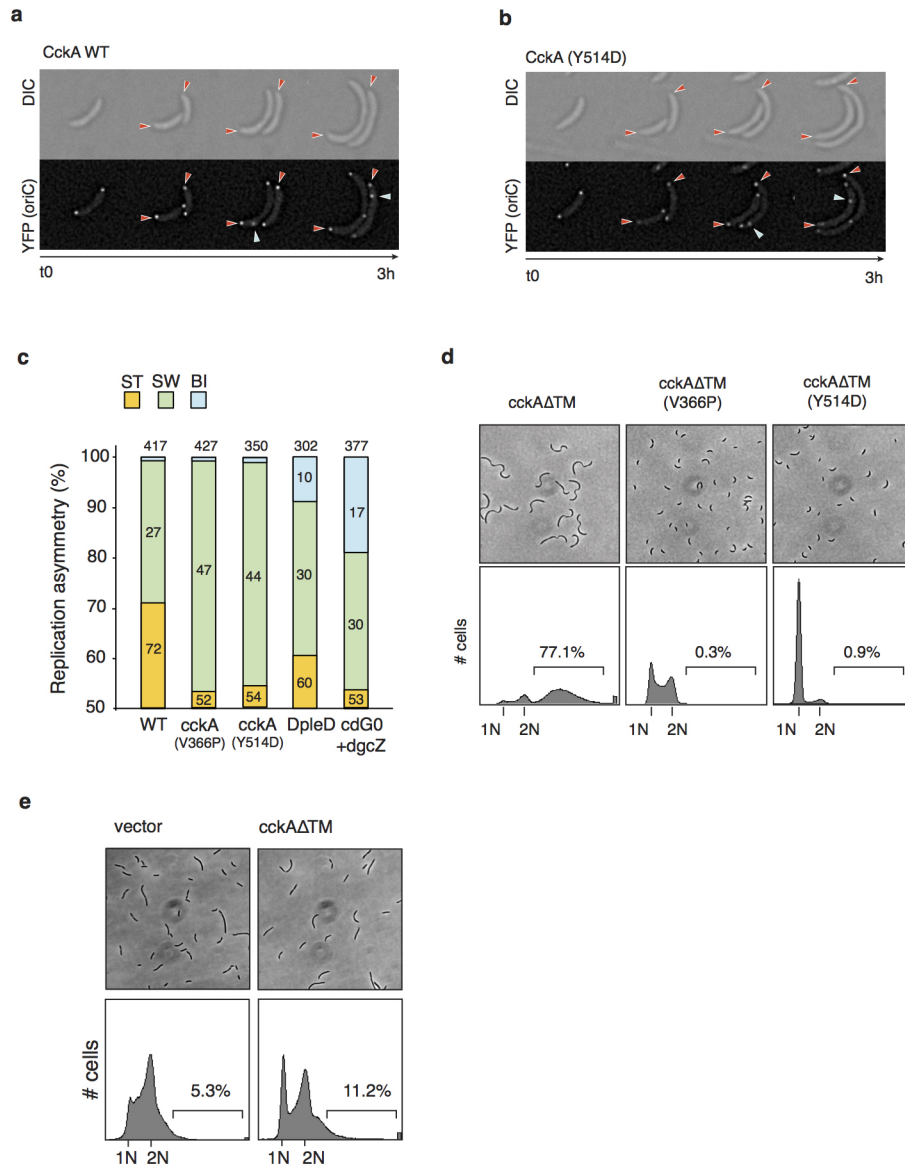 a
CckA WT
DIC
YFP (oriC)
t0
3h
b
CckA (Y514D)
DIC
YFP (oriC)
t0
3h
c
ST SW BI
417 427 350 302 377
Replication asymmetry (%)
100
90
80
70
60
50
27
72
47
52
44
54
10
30
60
17
30
53
WT
cckA
(V366P)
cckA
(Y514D)
DpleD
cdG0
+dgcZ
d
cckAΔTM
cckAΔTM
(V366P)
cckAΔTM
(Y514D)
# cells
77.1%
0.3%
0.9%
1N 2N
1N 2N
1N 2N
e
vector
cckAΔTM
# cells
5.3%
11.2%
1N 2N
1N 2N